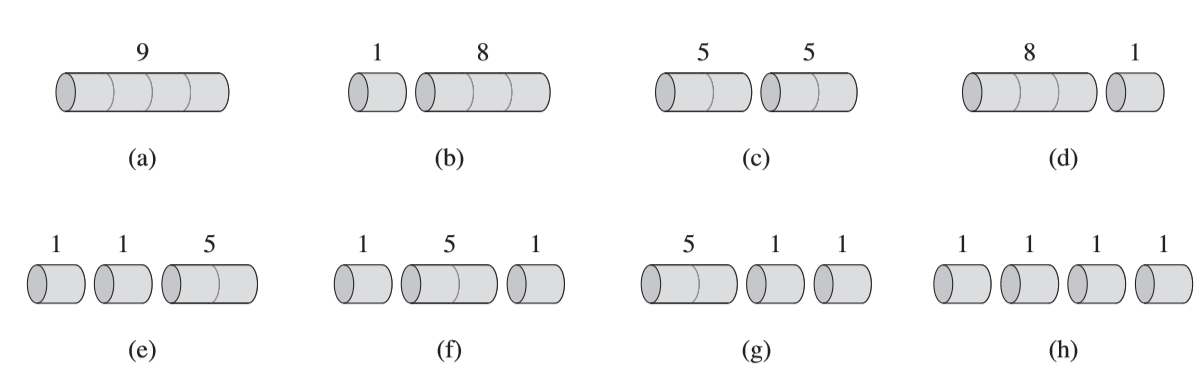 9 1 8 5 5 8 1
(a) (b) (c) (d)
1 1 5 1 5 1 5 1 1 1 1 1 1
(e) (f) (g) (h)